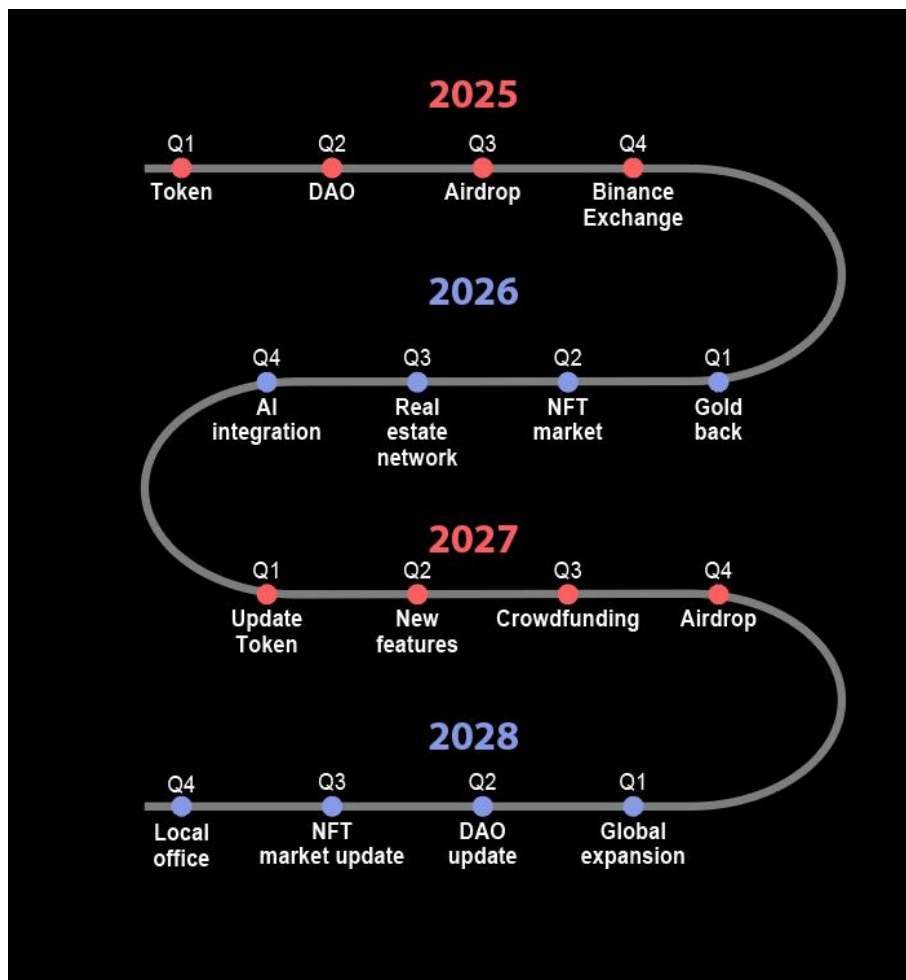 2025
Q1 Q2 Q3 Q4
Token DAO Airdrop Binance
Exchange
2026
Q4 Q3 Q2 Q1
AI Real NFT Gold
integration estate market back
network
2027
Q1 Q2 Q3 Q4
Update New Crowdfunding Airdrop
Token features
2028
Q4 Q3 Q2 Q1
Local NFT DAO Global
office market update update expansion